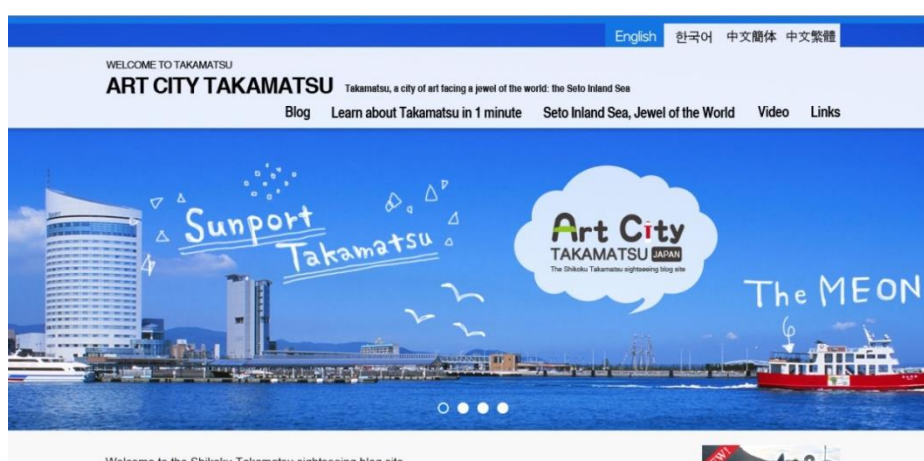 English 한국어 中文簡体 中文繁體
WELCOME TO TAKAMATSU
ART CITY TAKAMATSU Takamatsu, a city of art facing a jewel of the world: the Seto Inland Sea
Blog Learn about Takamatsu in 1 minute Seto Inland Sea, Jewel of the World Video Links
Sunport
Takamatsu
Art City
TAKAMATSU JAPAN
The Shikoku Takamatsu sightseeing blog site
The MEON
Welcome to the Shikoku Takamatsu sightseeing blog site